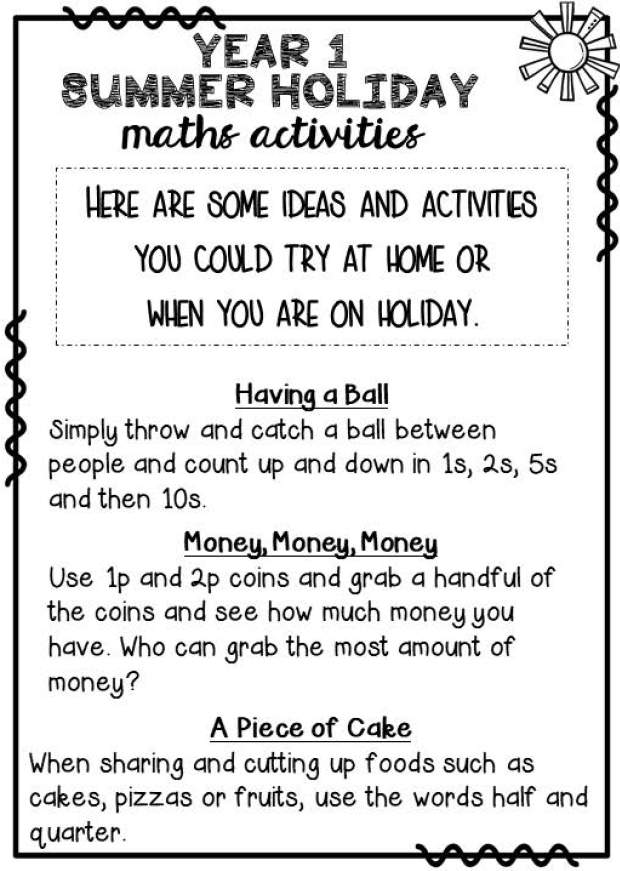 YEAR 1
SUMMER HOLIDAY
maths activities
HERE ARE SOME IDEAS AND ACTIVITIES
YOU COULD TRY AT HOME OR
WHEN YOU ARE ON HOLIDAY.
Having a Ball
Simply throw and catch a ball between
people and count up and down in 1s, 2s, 5s
and then 10s.
Money, Money, Money
Use 1p and 2p coins and grab a handful of
the coins and see how much money you
have. Who can grab the most amount of
money?
A Piece of Cake
When sharing and cutting up foods such as
cakes, pizzas or fruits, use the words half and
quarter.